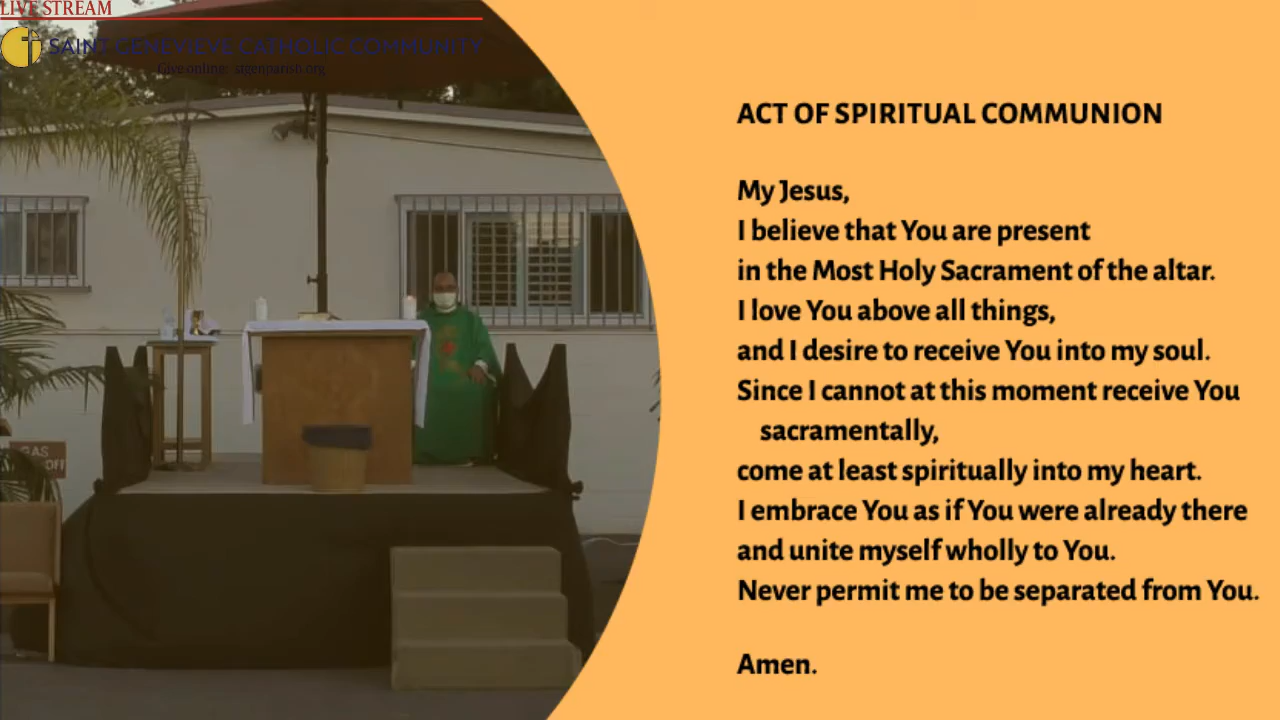 LIVE STREAM
SAINT GENEVIEVE CATHOLIC COMMUNITY
Give online: stgenparish.org
GAS
OFF
ACT OF SPIRITUAL COMMUNION
My Jesus,
I believe that You are present
in the Most Holy Sacrament of the altar.
I love You above all things,
and I desire to receive You into my soul.
Since I cannot at this moment receive You
sacramentally,
come at least spiritually into my heart.
I embrace You as if You were already there
and unite myself wholly to You.
Never permit me to be separated from You.
Amen.